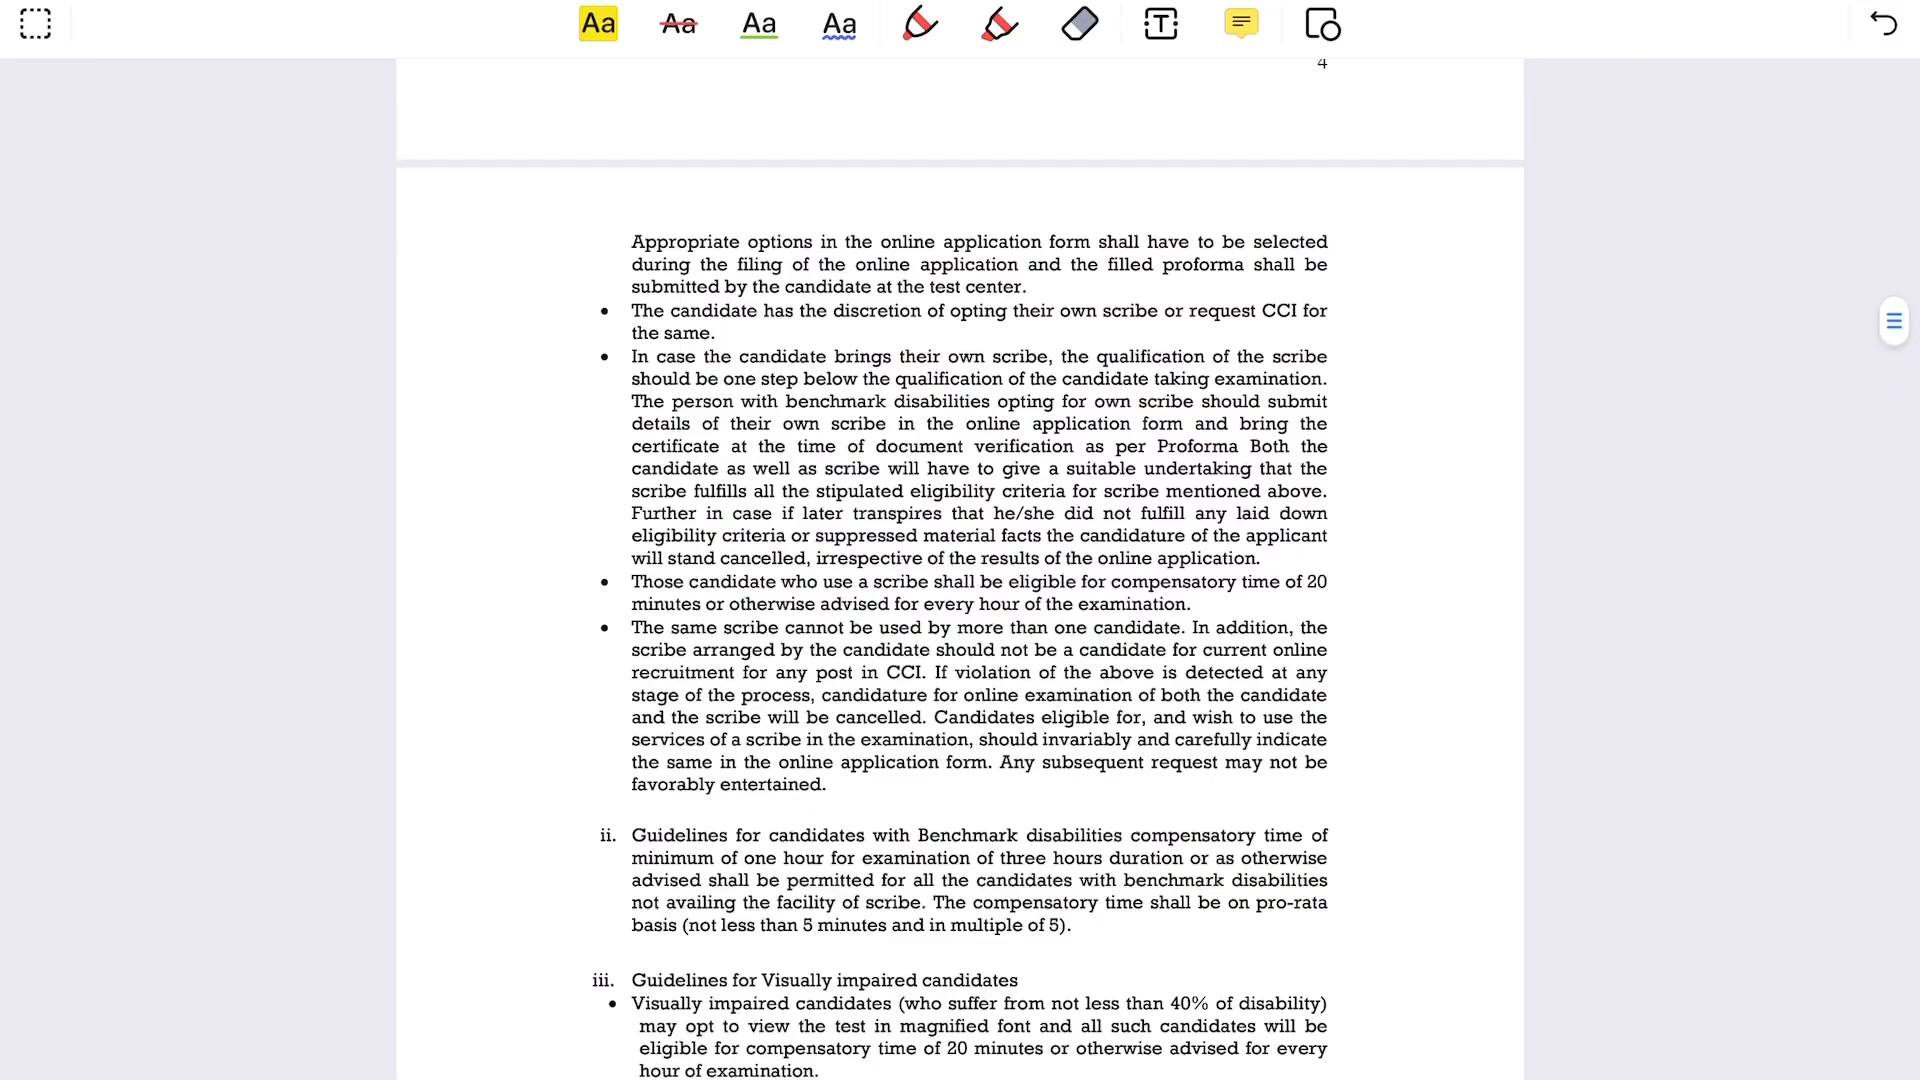 Aa Aa Aa Aa T
4
Appropriate options in the online application form shall have to be selected
during the filing of the online application and the filled proforma shall be
submitted by the candidate at the test center.
• The candidate has the discretion of opting their own scribe or request CCI for
the same.
• In case the candidate brings their own scribe, the qualification of the scribe
should be one step below the qualification of the candidate taking examination.
The person with benchmark disabilities opting for own scribe should submit
details of their own scribe in the online application form and bring the
certificate at the time of document verification as per Proforma Both the
candidate as well as scribe will have to give a suitable undertaking that the
scribe fulfills all the stipulated eligibility criteria for scribe mentioned above.
Further in case if later transpires that he/she did not fulfill any laid down
eligibility criteria or suppressed material facts the candidature of the applicant
will stand cancelled, irrespective of the results of the online application.
• Those candidate who use a scribe shall be eligible for compensatory time of 20
minutes or otherwise advised for every hour of the examination.
• The same scribe cannot be used by more than one candidate. In addition, the
scribe arranged by the candidate should not be a candidate for current online
recruitment for any post in CCI. If violation of the above is detected at any
stage of the process, candidature for online examination of both the candidate
and the scribe will be cancelled. Candidates eligible for, and wish to use the
services of a scribe in the examination, should invariably and carefully indicate
the same in the online application form. Any subsequent request may not be
favorably entertained.
ii. Guidelines for candidates with Benchmark disabilities compensatory time of
minimum of one hour for examination of three hours duration or as otherwise
advised shall be permitted for all the candidates with benchmark disabilities
not availing the facility of scribe. The compensatory time shall be on pro-rata
basis (not less than 5 minutes and in multiple of 5).
iii. Guidelines for Visually impaired candidates
• Visually impaired candidates (who suffer from not less than 40% of disability)
may opt to view the test in magnified font and all such candidates will be
eligible for compensatory time of 20 minutes or otherwise advised for every
hour of examination.